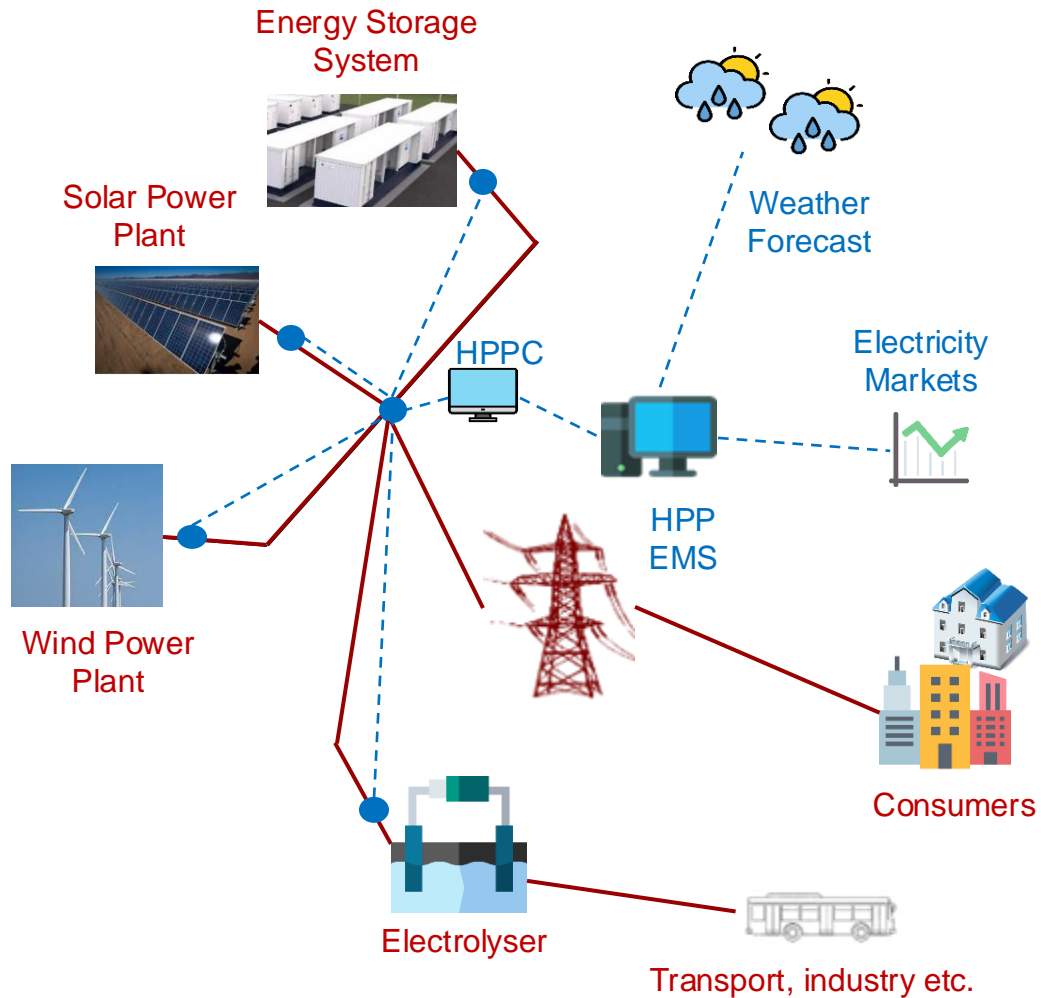 Energy Storage
System
Solar Power
Plant
Weather
Forecast
HPPC
Electricity
Markets
HPP
EMS
Wind Power
Plant
Consumers
Electrolyser
Transport, industry etc.